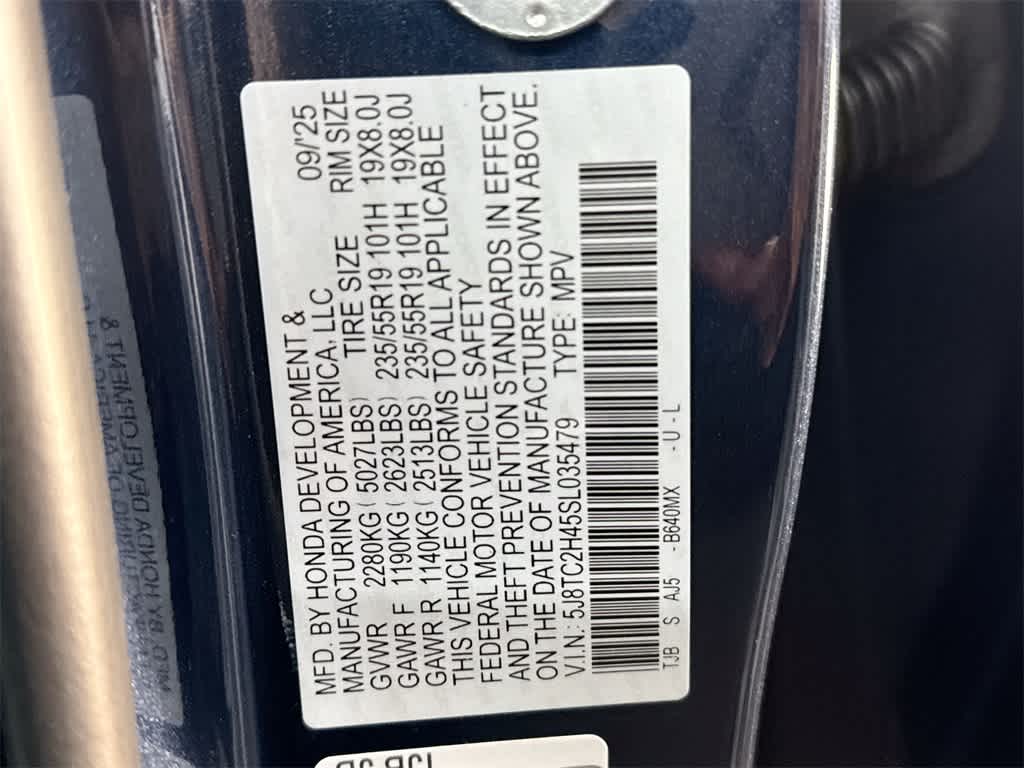 MFD. BY HONDA DEVELOPMENT & 09/'25
MANUFACTURING OF AMERICA, LLC TIRE SIZE RIM SIZE
GVWR 2280KG ( 5027LBS)
GAWR F 1190KG ( 2623LBS) 235/55R19 101H 19X8.0J
GAWR R 1140KG ( 2513LBS) 235/55R19 101H 19X8.0J
THIS VEHICLE CONFORMS TO ALL APPLICABLE
FEDERAL MOTOR VEHICLE SAFETY
AND THEFT PREVENTION STANDARDS IN EFFECT
ON THE DATE OF MANUFACTURE SHOWN ABOVE.
V.I.N: 5J8TC2H45SL035479 TYPE: MPV
TJB S AJ5 -B640MX -U-L